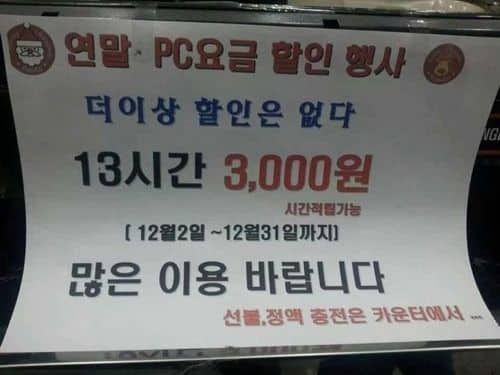 연말 PC요금 할인 행사
더이상 할인은 없다
13시간 3,000원
시간적립가능
[ 12월2일 ~12월31일까지]
많은 이용 바랍니다
선불,정액 충전은 카운터에서 ...